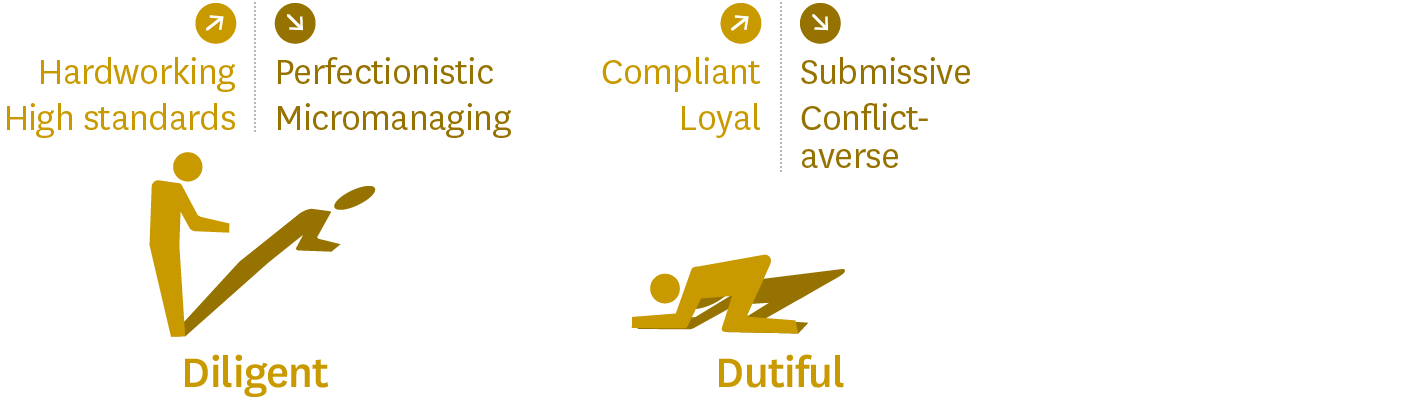 Hardworking
High standards
Perfectionistic
Micromanaging
Diligent
Compliant
Loyal
Submissive
Conflict-
averse
Dutiful